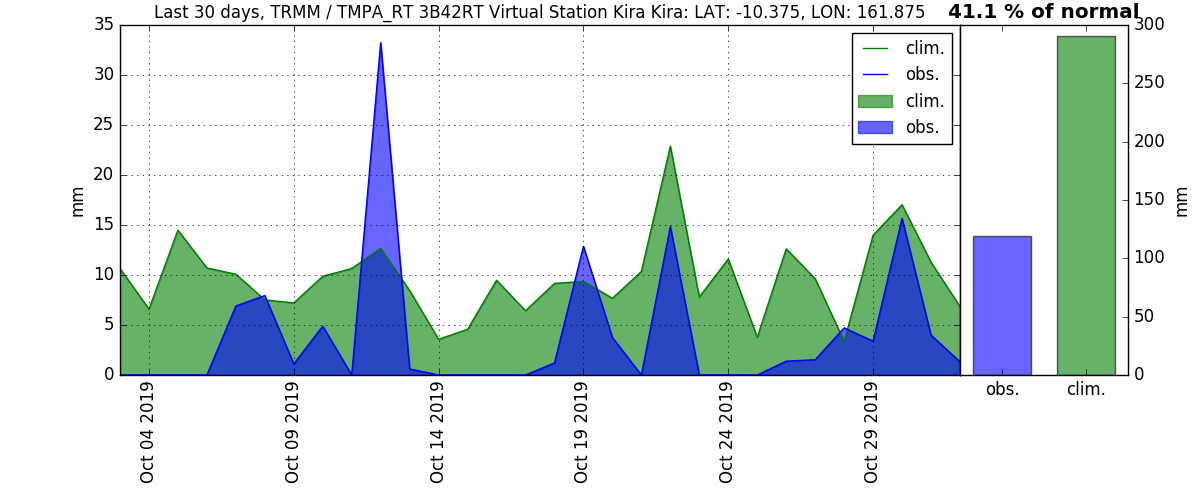 Last 30 days, TRMM / TMPA_RT 3B42RT Virtual Station Kira Kira: LAT: -10.375, LON: 161.875
41.1 % of normal
35
30
25
20
15
10
5
0
mm
clim.
obs.
clim.
obs.
300
250
200
150
100
50
0
mm
obs.
clim.
Oct 04 2019
Oct 09 2019
Oct 14 2019
Oct 19 2019
Oct 24 2019
Oct 29 2019